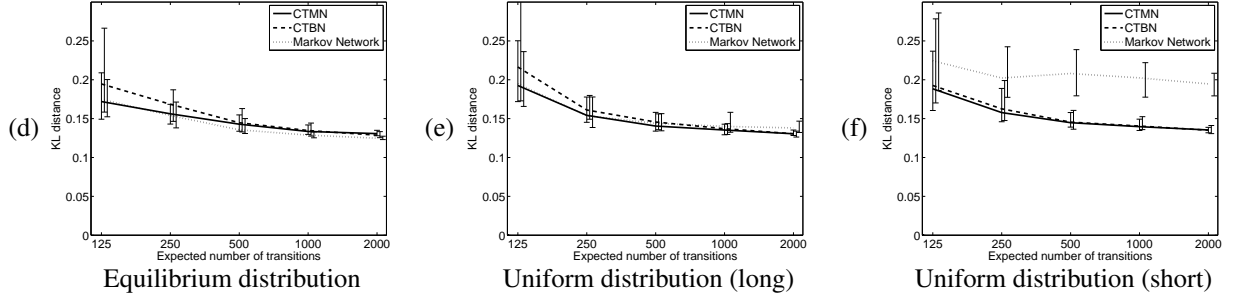 (d)
KL distance
0.25
0.2
0.15
0.1
0.05
0
125 250 500 1000 2000
Expected number of transitions
CTMN
CTBN
Markov Network
Equilibrium distribution
(e)
KL distance
0.25
0.2
0.15
0.1
0.05
0
125 250 500 1000 2000
Expected number of transitions
CTMN
CTBN
Markov Network
Uniform distribution (long)
(f)
KL distance
0.25
0.2
0.15
0.1
0.05
0
125 250 500 1000 2000
Expected number of transitions
CTMN
CTBN
Markov Network
Uniform distribution (short)